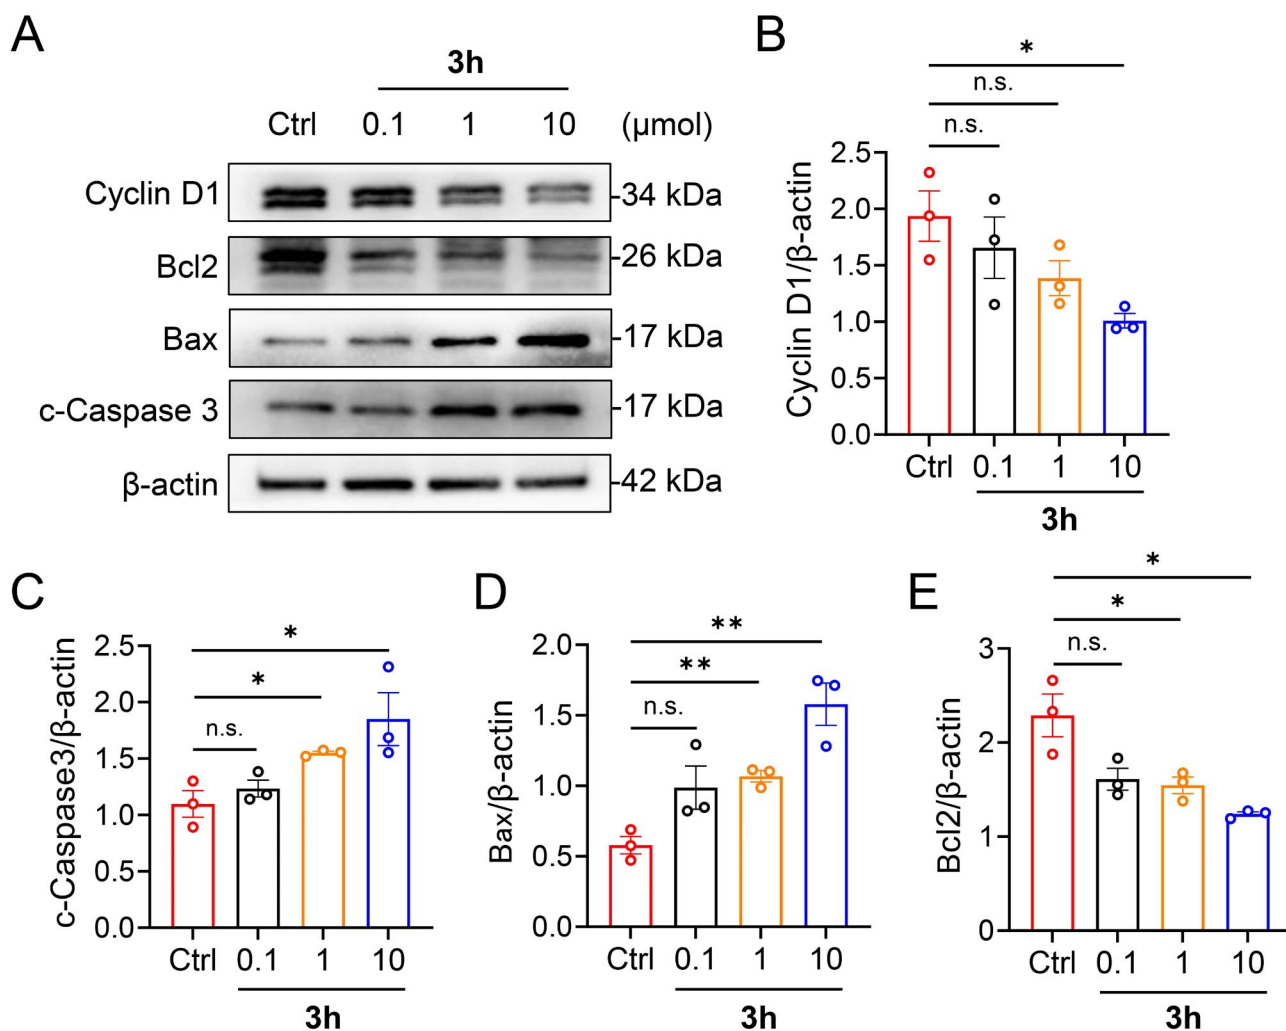 A
3h
Ctrl 0.1 1 10 (μmol)
Cyclin D1 -34 kDa
Bcl2 -26 kDa
Bax -17 kDa
c-Caspase 3 -17 kDa
β-actin -42 kDa
B
*
n.s.
n.s.
Cyclin D1/β-actin
2.5
2.0
1.5
1.0
0.5
0.0
Ctrl 0.1 1 10
3h
C
*
*
n.s.
c-Caspase3/β-actin
2.5
2.0
1.5
1.0
0.5
0.0
Ctrl 0.1 1 10
3h
D
**
**
n.s.
Bax/β-actin
2.0
1.5
1.0
0.5
0.0
Ctrl 0.1 1 10
3h
E
*
*
n.s.
Bcl2/β-actin
3
2
1
0
Ctrl 0.1 1 10
3h